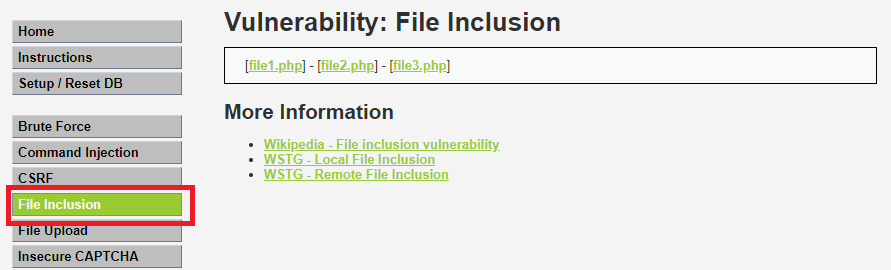 Home
Instructions
Setup / Reset DB
Brute Force
Command Injection
CSRF
File Inclusion
File Upload
Insecure CAPTCHA
Vulnerability: File Inclusion
[file1.php] - [file2.php] - [file3.php]
More Information
• Wikipedia - File inclusion vulnerability
• WSTG - Local File Inclusion
• WSTG - Remote File Inclusion